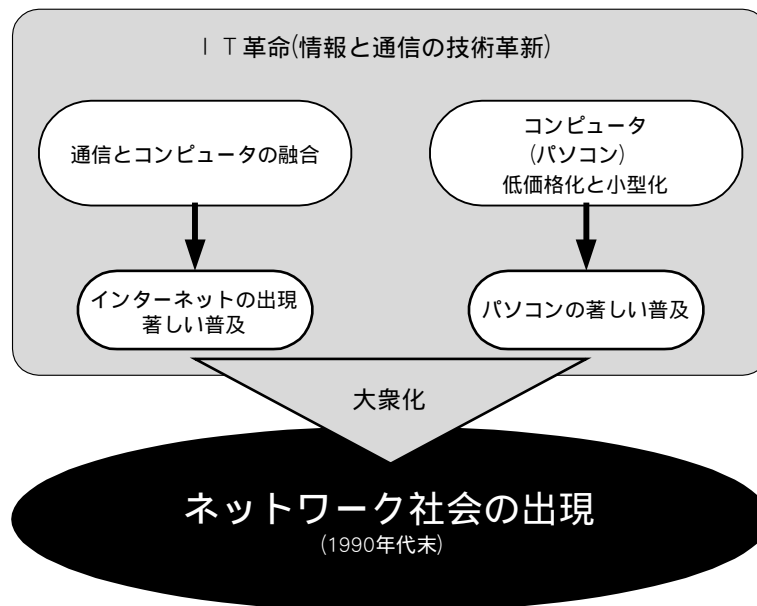 IT革命(情報と通信の技術革新)
通信とコンピュータの融合
コンピュータ
(パソコン)
低価格化と小型化
インターネットの出現
著しい普及
パソコンの著しい普及
大衆化
ネットワーク社会の出現
(1990年代末)